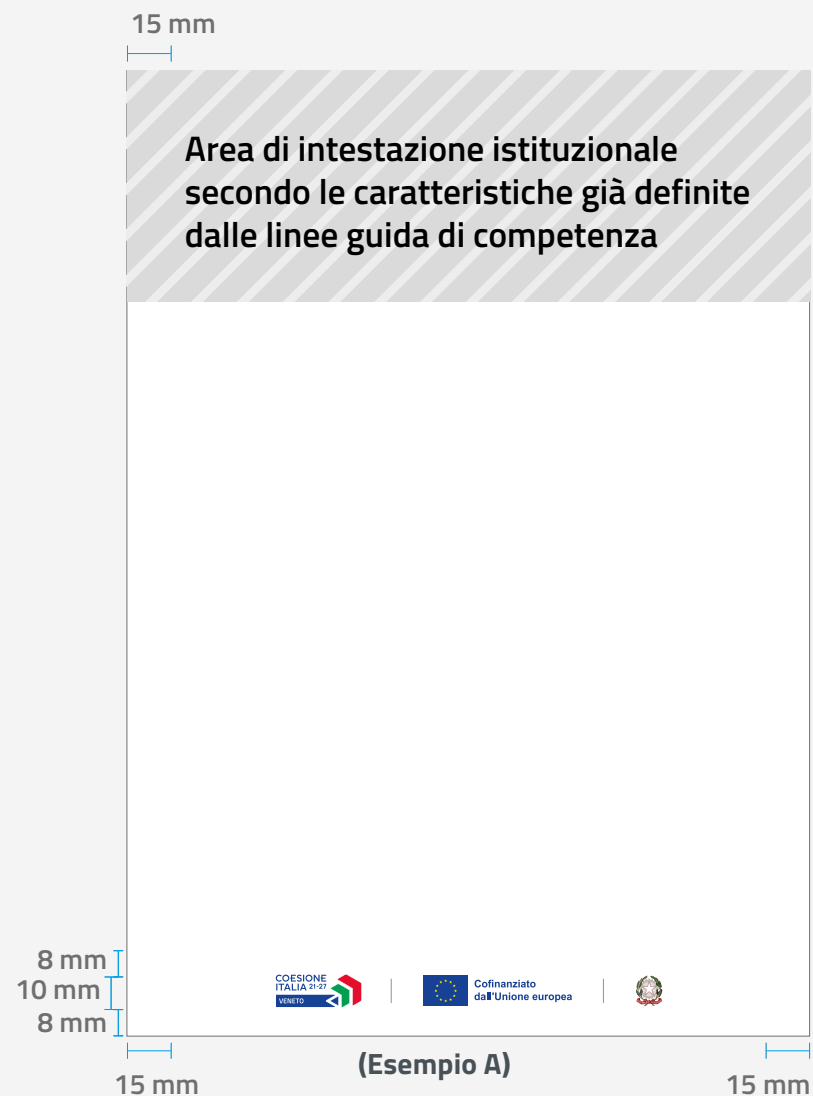 15 mm
Area di intestazione istituzionale
secondo le caratteristiche già definite
dalle linee guida di competenza
8 mm
10 mm
8 mm
COESIONE
ITALIA 21-27
VENETO
Cofinanziato
dall'Unione europea
(Esempio A)
15 mm
15 mm